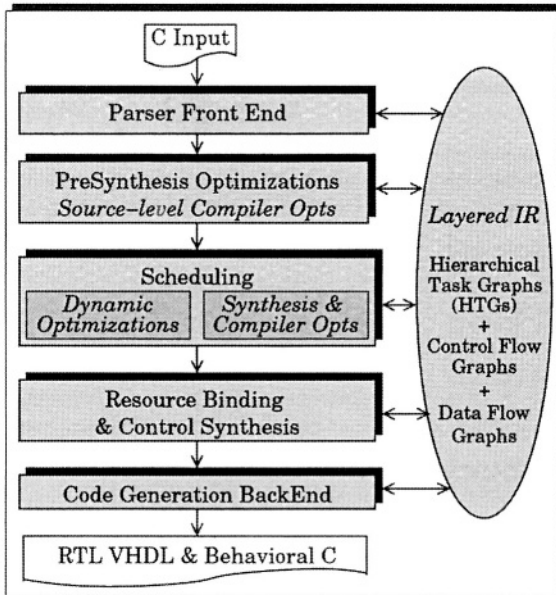 C Input
Parser Front End
PreSynthesis Optimizations
Source-level Compiler Opts
Scheduling
Dynamic
Optimizations
Synthesis &
Compiler Opts
Resource Binding
& Control Synthesis
Code Generation BackEnd
RTL VHDL & Behavioral C
Layered IR
Hierarchical
Task Graphs
(HTGs)
+
Control Flow
Graphs
+
Data Flow
Graphs